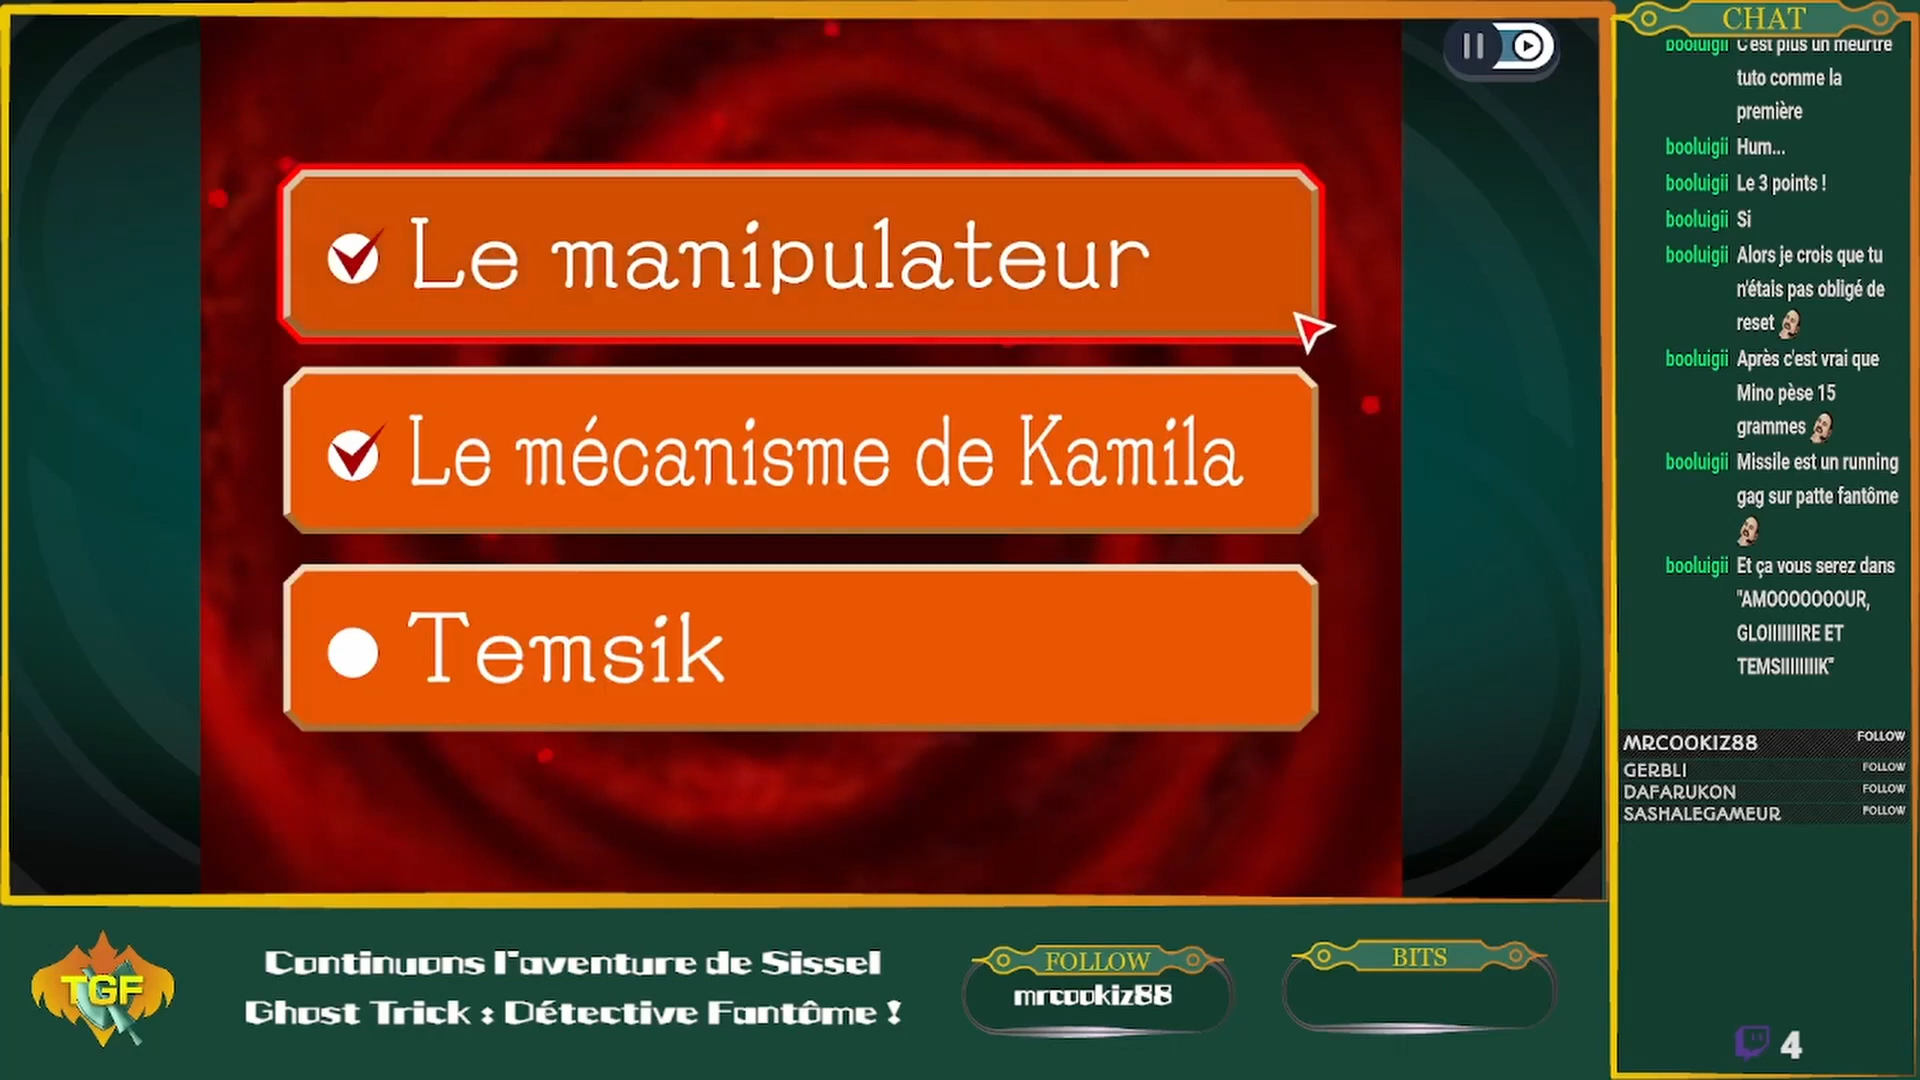 Le manipulateur
Le mécanisme de Kamila
Temsik
CHAT
booluigii C'est plus un meurtre
tuto comme la
première
booluigii Hum...
booluigii Le 3 points !
booluigii Si
booluigii Alors je crois que tu
n'étais pas obligé de
reset
booluigii Après c'est vrai que
Mino pèse 15
grammes
booluigii Missile est un running
gag sur patte fantôme
booluigii Et ça vous serez dans
"AMOOOOOOOUR,
GLOIIIIIIIRE ET
TEMSIIIIIIIIIK"
MRCOOKIZ88 FOLLOW
GERBLI FOLLOW
DAFARUKON FOLLOW
SASHALEGAMEUR FOLLOW
TGF
Continuons l'aventure de Sissel
Ghost Trick : Détective Fantôme !
FOLLOW
mrcookiz88
BITS
4